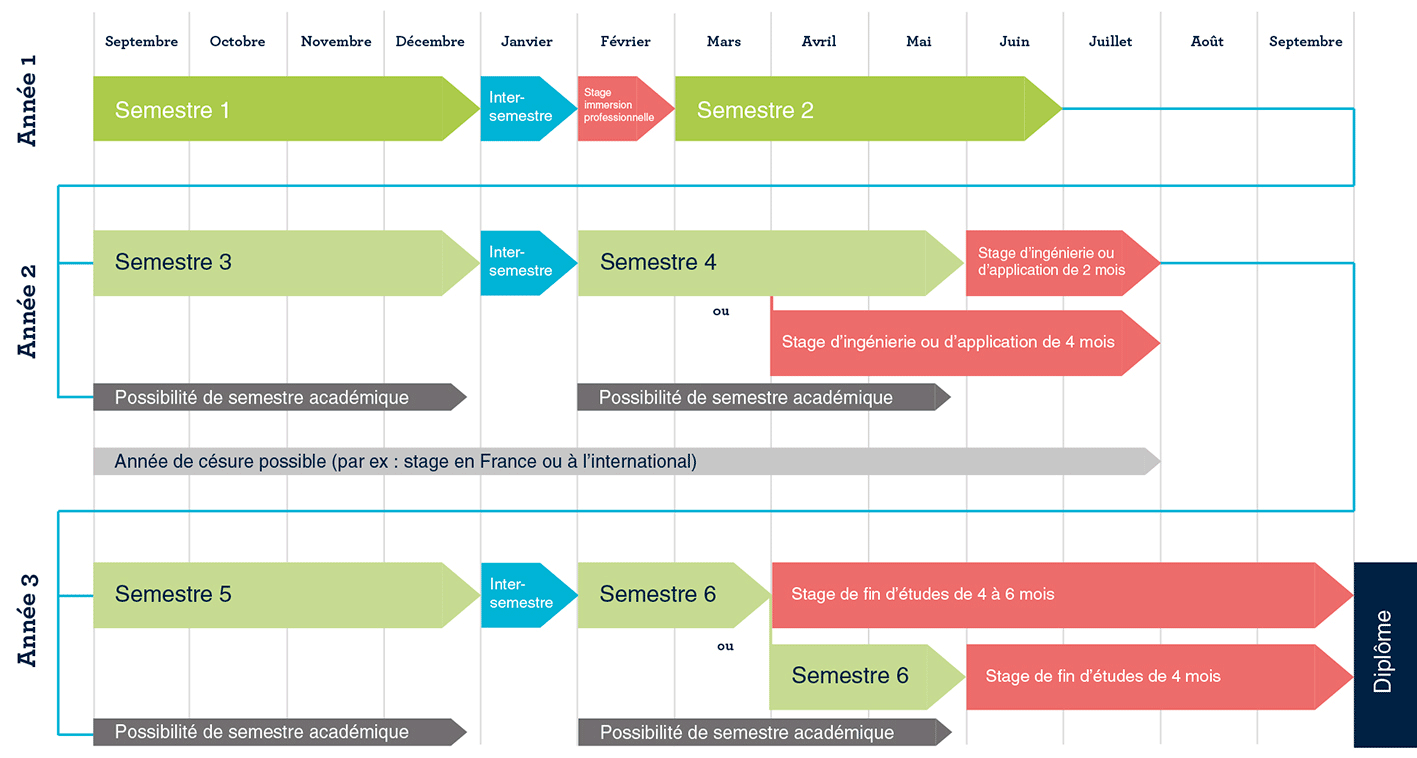 Septembre Octobre Novembre Décembre Janvier Février Mars Avril Mai Juin Juillet Août Septembre
Année 1
Semestre 1
Inter-
semestre
Stage
immersion
professionnelle
Semestre 2
Année 2
Semestre 3
Inter-
semestre
Semestre 4
Stage d'ingénierie ou
d'application de 2 mois
ou
Stage d'ingénierie ou d'application de 4 mois
Possibilité de semestre académique
Possibilité de semestre académique
Année de césure possible (par ex : stage en France ou à l'international)
Année 3
Semestre 5
Inter-
semestre
Semestre 6
Stage de fin d'études de 4 à 6 mois
ou
Semestre 6
Stage de fin d'études de 4 mois
Possibilité de semestre académique
Possibilité de semestre académique
Diplôme